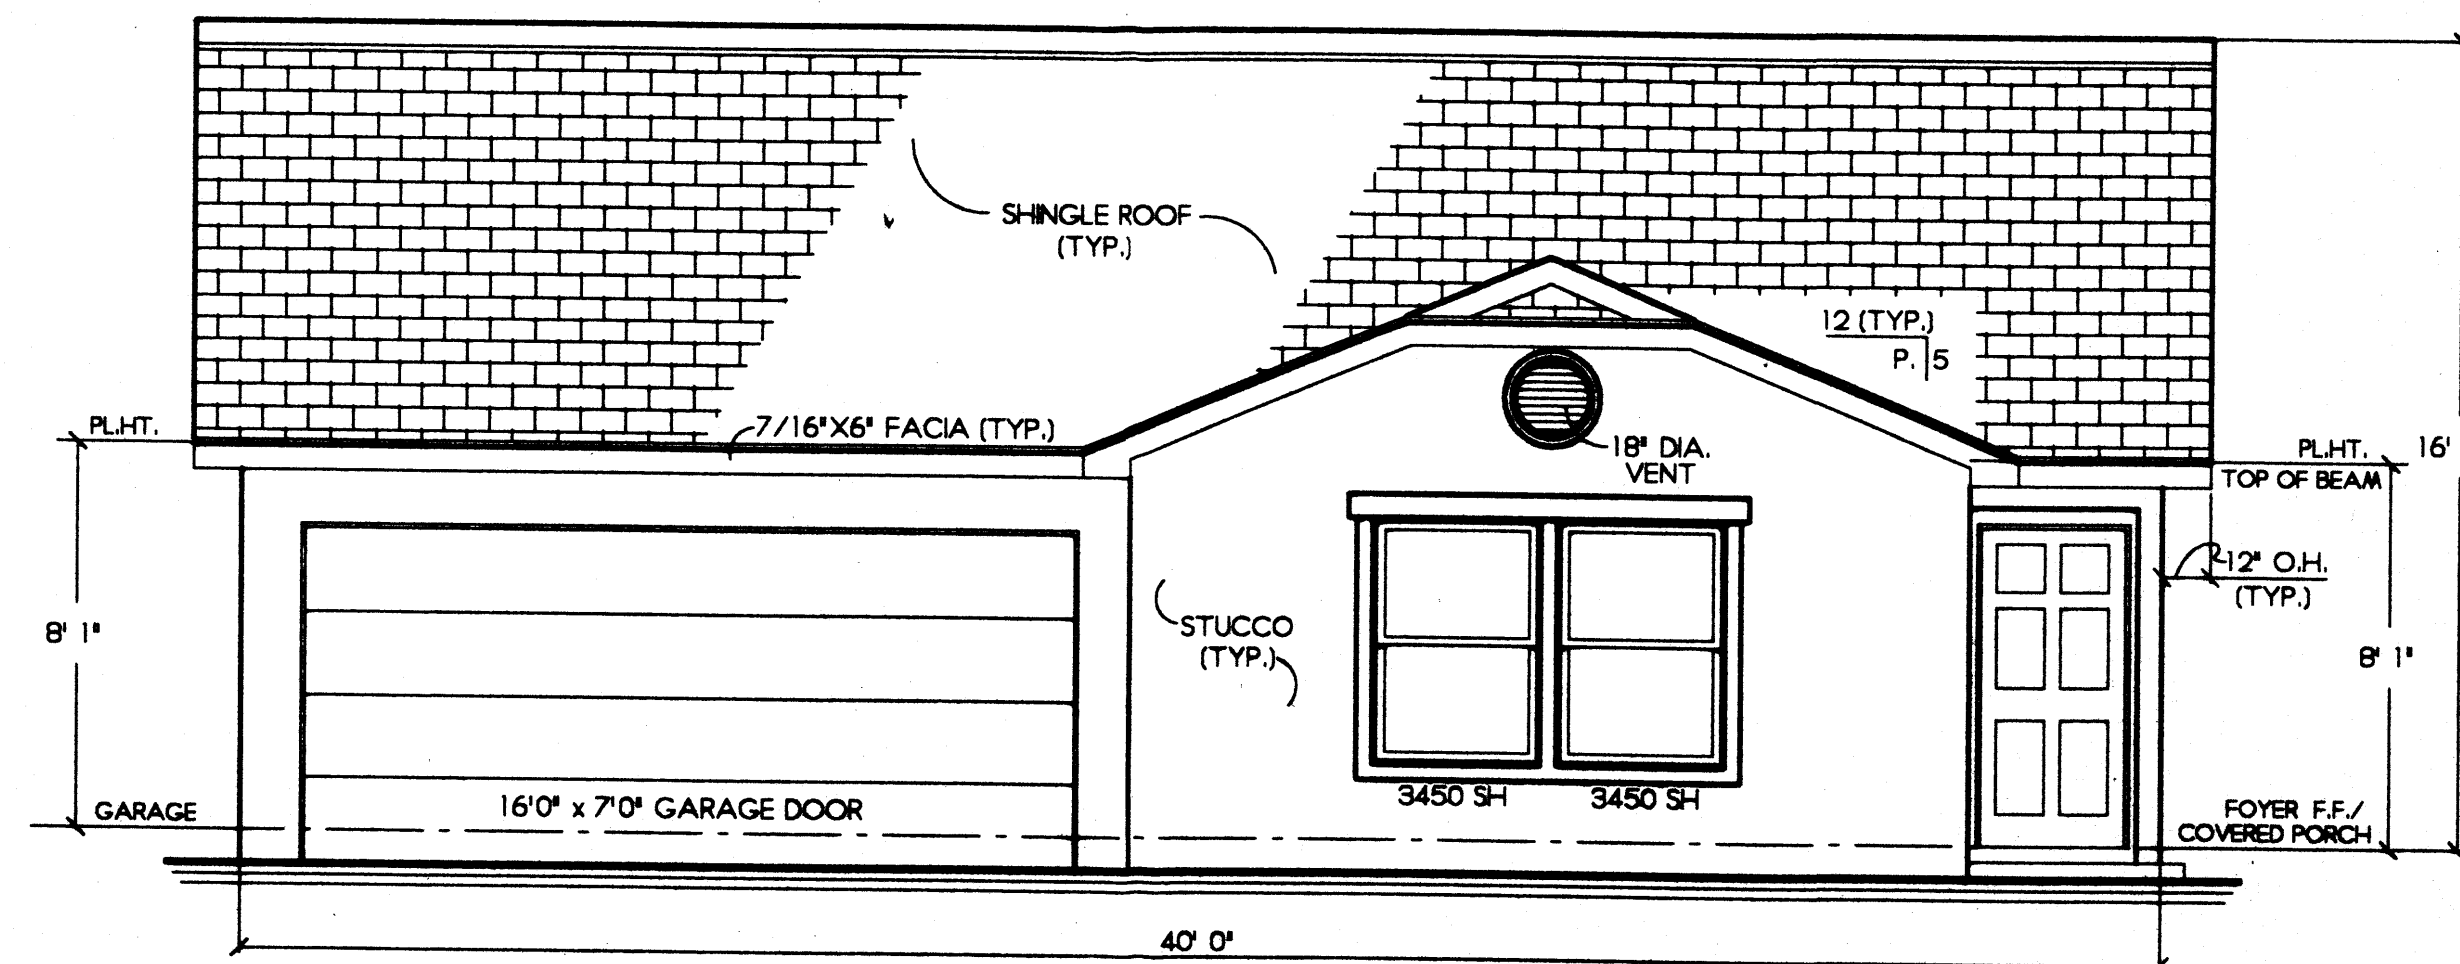 SHINGLE ROOF
(TYP.)
12 (TYP.)
P. 5
7/16"X6" FACIA (TYP.)
PL.HT.
18" DIA.
VENT
PL.HT.
16'
TOP OF BEAM
12" O.H.
(TYP.)
8' 1"
STUCCO
(TYP.)
8' 1"
3450 SH
3450 SH
GARAGE
16'0" x 7'0" GARAGE DOOR
FOYER F.F./
COVERED PORCH
40' 0"